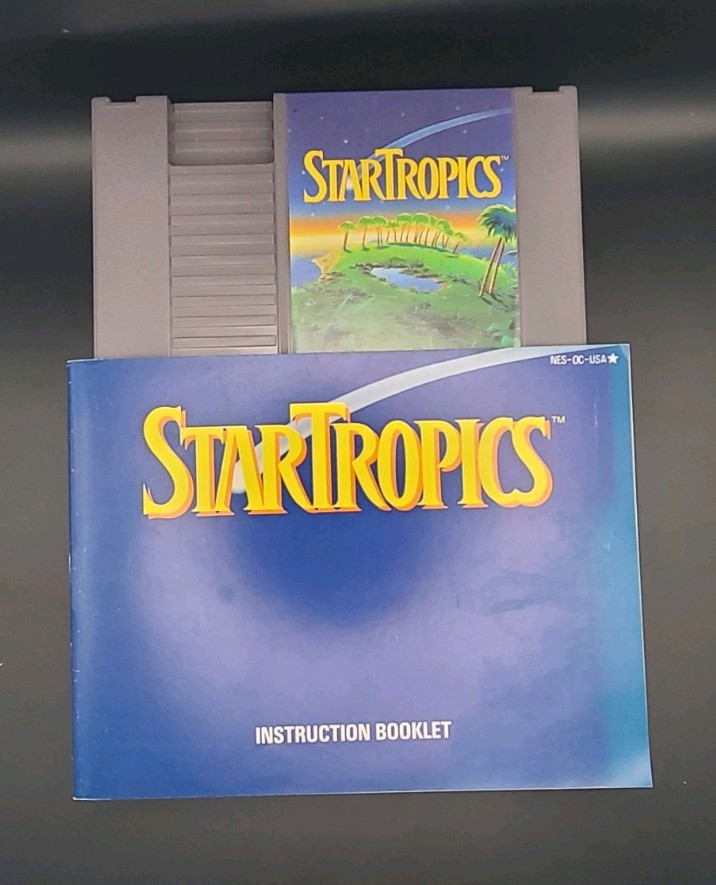 STARTROPICS™
NES-OC-USA★
STARTROPICS™
INSTRUCTION BOOKLET